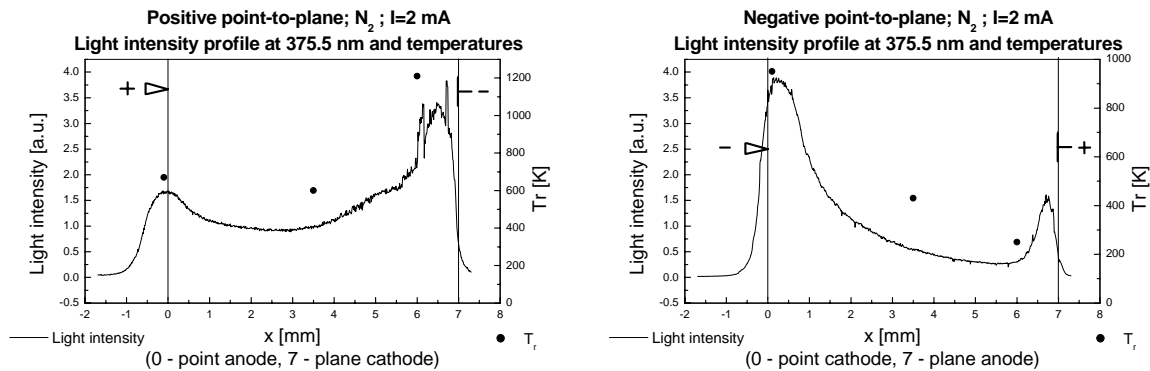 Positive point-to-plane; N2 ; I=2 mA
Light intensity profile at 375.5 nm and temperatures
4.0
3.5
3.0
2.5
2.0
1.5
1.0
0.5
0.0
-0.5
Light intensity [a.u.]
1200
1000
800
600
400
200
0
Tr [K]
+
−
-2 -1 0 1 2 3 4 5 6 7 8
x [mm]
Light intensity
Tr
(0 - point anode, 7 - plane cathode)
Negative point-to-plane; N2 ; I=2 mA
Light intensity profile at 375.5 nm and temperatures
4.0
3.5
3.0
2.5
2.0
1.5
1.0
0.5
0.0
-0.5
Light intensity [a.u.]
1000
800
600
400
200
0
Tr [K]
−
+
-2 -1 0 1 2 3 4 5 6 7 8
x [mm]
Light intensity
Tr
(0 - point cathode, 7 - plane anode)